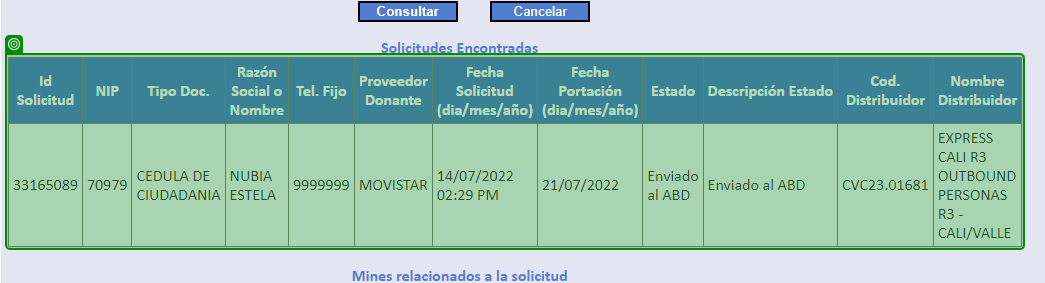 Consultar Cancelar
Solicitudes Encontradas
Id Solicitud NIP Tipo Doc. Razón Social o Nombre Tel. Fijo Proveedor Donante Fecha Solicitud (dia/mes/año) Fecha Portación (dia/mes/año) Estado Descripción Estado Cod. Distribuidor Nombre Distribuidor
33165089 70979 CEDULA DE CIUDADANIA NUBIA ESTELA 9999999 MOVISTAR 14/07/2022 02:29 PM 21/07/2022 Enviado al ABD Enviado al ABD CVC23.01681 EXPRESS CALI R3 OUTBOUND PERSONAS R3 - CALI/VALLE
Mines relacionados a la solicitud